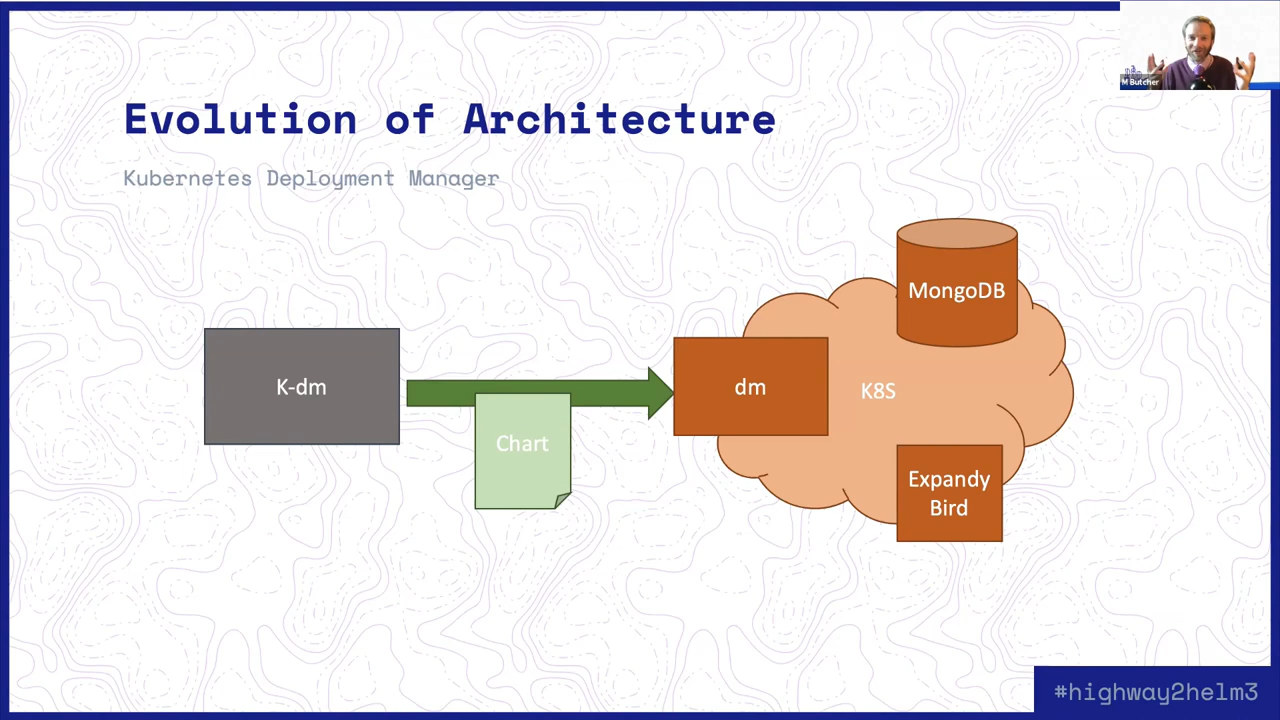 Evolution of Architecture
Kubernetes Deployment Manager
M Butcher
K-dm
Chart
dm
K8S
MongoDB
Expandy
Bird
#highway2helm3